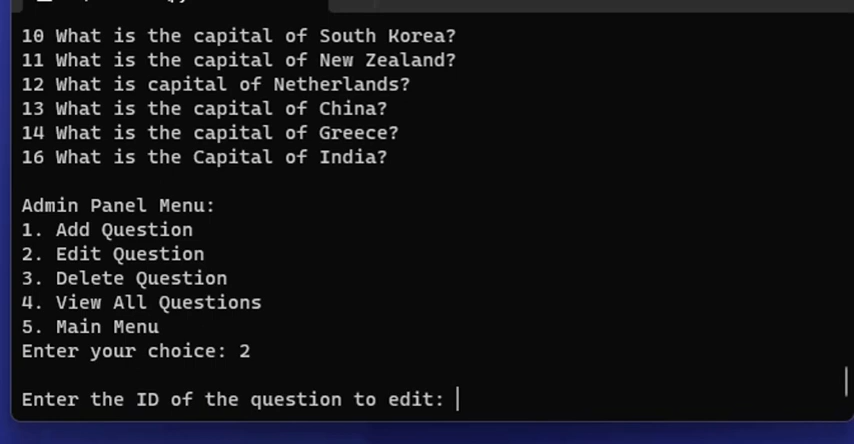 10 What is the capital of South Korea?
11 What is the capital of New Zealand?
12 What is capital of Netherlands?
13 What is the capital of China?
14 What is the capital of Greece?
16 What is the Capital of India?
Admin Panel Menu:
1. Add Question
2. Edit Question
3. Delete Question
4. View All Questions
5. Main Menu
Enter your choice: 2
Enter the ID of the question to edit: